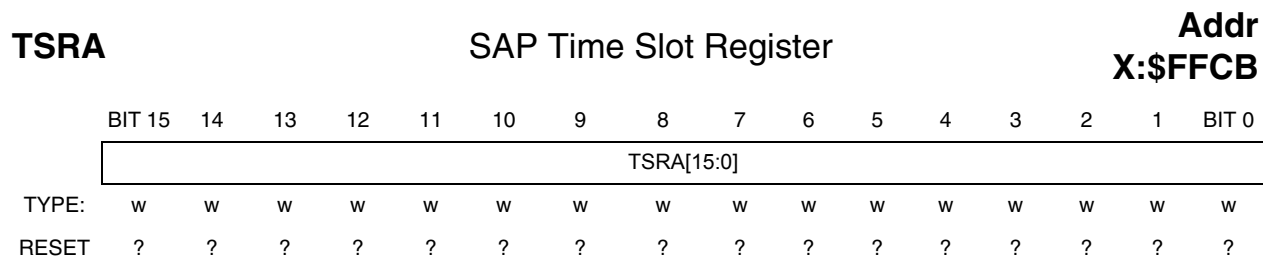 TSRA SAP Time Slot Register Addr
X:$FFCB
BIT 15 14 13 12 11 10 9 8 7 6 5 4 3 2 1 BIT 0
TSRA[15:0]
TYPE: w w w w w w w w w w w w w w w w
RESET ? ? ? ? ? ? ? ? ? ? ? ? ? ? ? ?